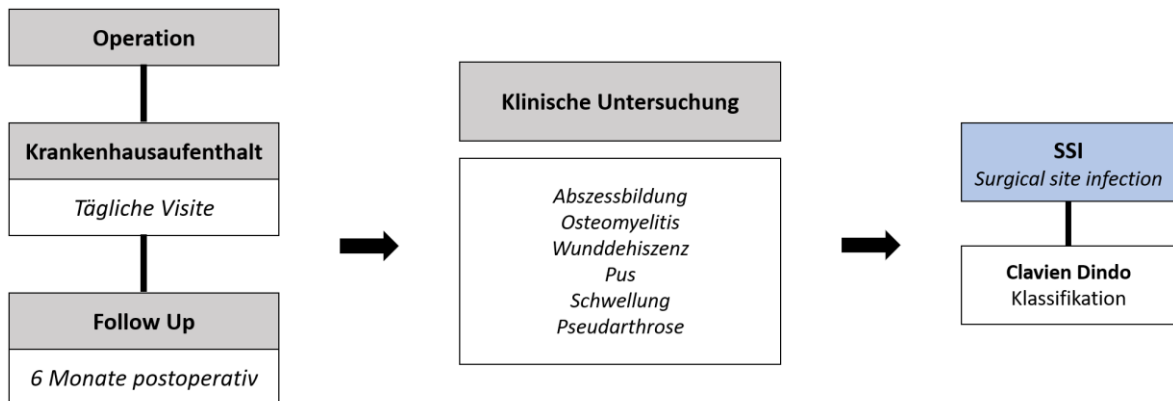 Operation
Krankenhausaufenthalt
Tägliche Visite
Follow Up
6 Monate postoperativ
Klinische Untersuchung
Abszessbildung
Osteomyelitis
Wunddehiszenz
Pus
Schwellung
Pseudarthrose
SSI
Surgical site infection
Clavien Dindo
Klassifikation